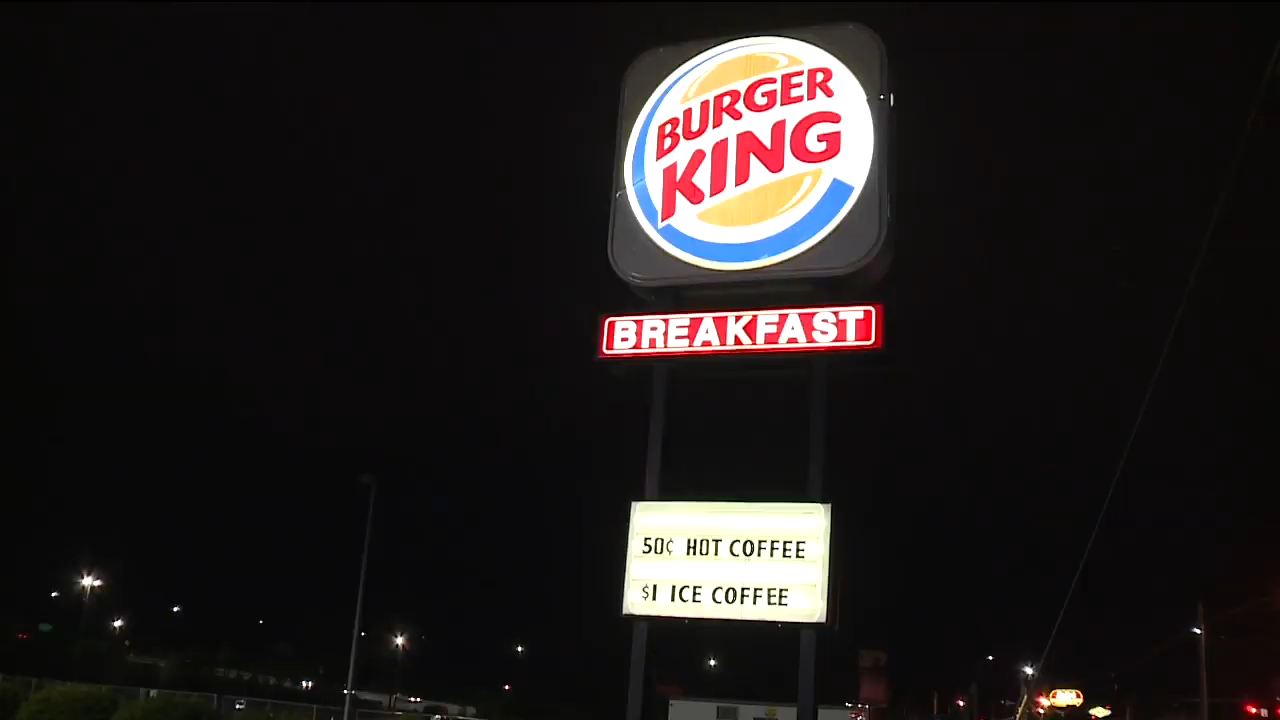 BURGER
KING
BREAKFAST
50¢ HOT COFFEE
$1 ICE COFFEE